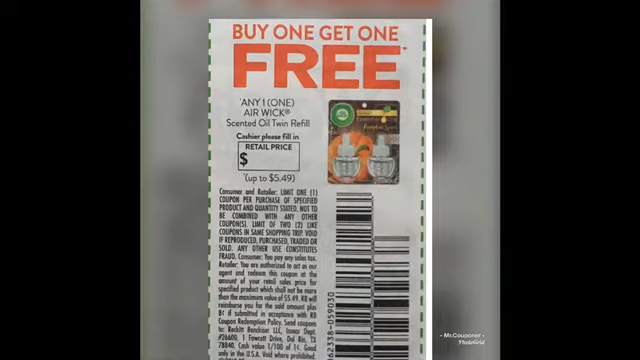 BUY ONE GET ONE
FREE*
*ANY 1 (ONE)
AIR WICK®
Scented Oil Twin Refill
Cashier please fill in
RETAIL PRICE
$
*(up to $5.49)
Consumer and Retailer: LIMIT ONE (1)
COUPON PER PURCHASE OF SPECIFIED
PRODUCT AND QUANTITY STATED. NOT TO
BE COMBINED WITH ANY OTHER
COUPON(S). LIMIT OF TWO (2) LIKE
COUPONS IN SAME SHOPPING TRIP. VOID
IF REPRODUCED, PURCHASED, TRADED OR
SOLD. ANY OTHER USE CONSTITUTES
FRAUD. Consumer: You pay any sales tax.
Retailer: You are authorized to act as our
agent and redeem this coupon at the
amount of your retail sales price for
specified product which shall not be more
than the maximum value of $5.49. RB will
reimburse you for the said amount plus
8¢ if submitted in accordance with RB
Coupon Redemption Policy. Send coupons
to: Reckitt Benckiser LLC, Inmar Dept.
#26600, 1 Fawcett Drive, Del Rio, TX
78840. Cash value 1/100 of 1¢. Good
only in the U.S.A. Void where prohibited.
62338-059030
- Mr.Couponer -
PhotoGrid